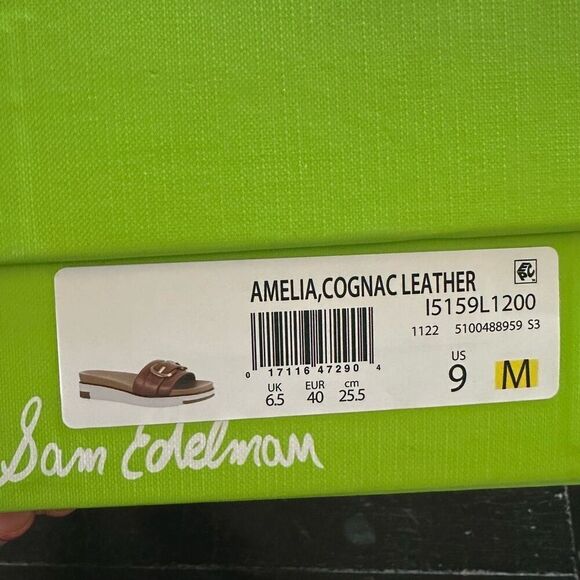 AMELIA,COGNAC LEATHER
I5159L1200
1122 5100488959 S3
0 17116 47290 4
UK EUR cm
6.5 40 25.5
US
9 M
Sam Edelman